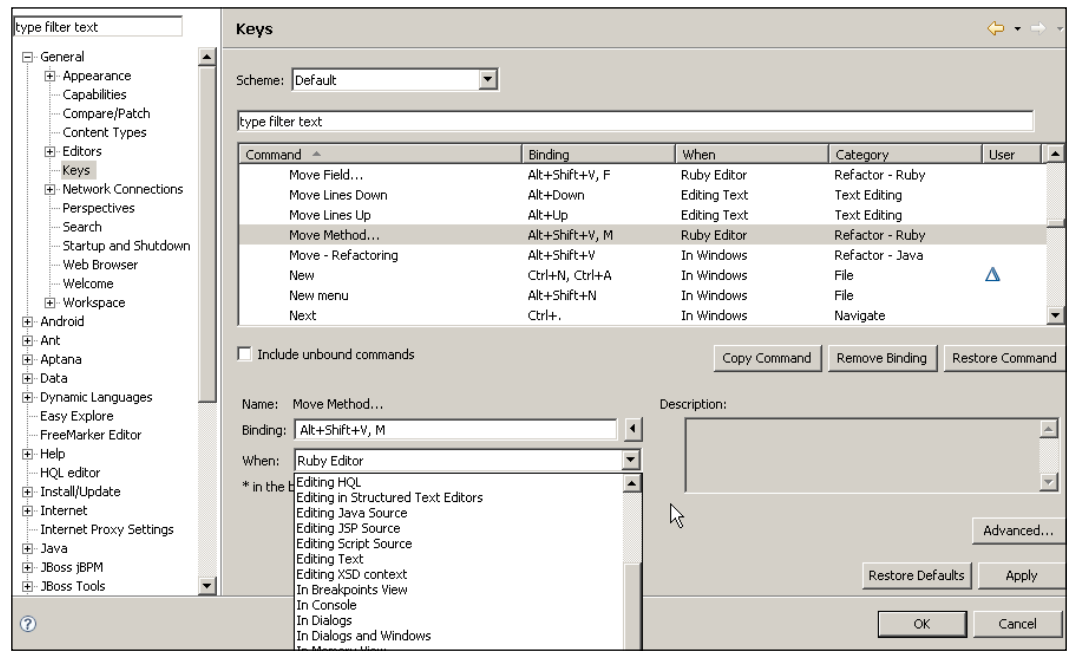 type filter text
General
Appearance
Capabilities
Compare/Patch
Content Types
Editors
Keys
Network Connections
Perspectives
Search
Startup and Shutdown
Web Browser
Welcome
Workspace
Android
Ant
Aptana
Data
Dynamic Languages
Easy Explore
FreeMarker Editor
Help
HQL editor
Install/Update
Internet
Internet Proxy Settings
Java
JBoss jBPM
JBoss Tools
Keys
Scheme: Default
type filter text
Command Binding When Category User
Move Field... Alt+Shift+V, F Ruby Editor Refactor - Ruby
Move Lines Down Alt+Down Editing Text Text Editing
Move Lines Up Alt+Up Editing Text Text Editing
Move Method... Alt+Shift+V, M Ruby Editor Refactor - Ruby
Move - Refactoring Alt+Shift+V In Windows Refactor - Java
New Ctrl+N, Ctrl+A In Windows File
New menu Alt+Shift+N In Windows File
Next Ctrl+. In Windows Navigate
Include unbound commands
Copy Command Remove Binding Restore Command
Name: Move Method... Description:
Binding: Alt+Shift+V, M
When: Ruby Editor
* in the
Editing HQL
Editing in Structured Text Editors
Editing Java Source
Editing JSP Source
Editing Script Source
Editing Text
Editing XSD context
In Breakpoints View
In Console
In Dialogs
In Dialogs and Windows
In Memory View
Advanced...
Restore Defaults Apply
? OK Cancel